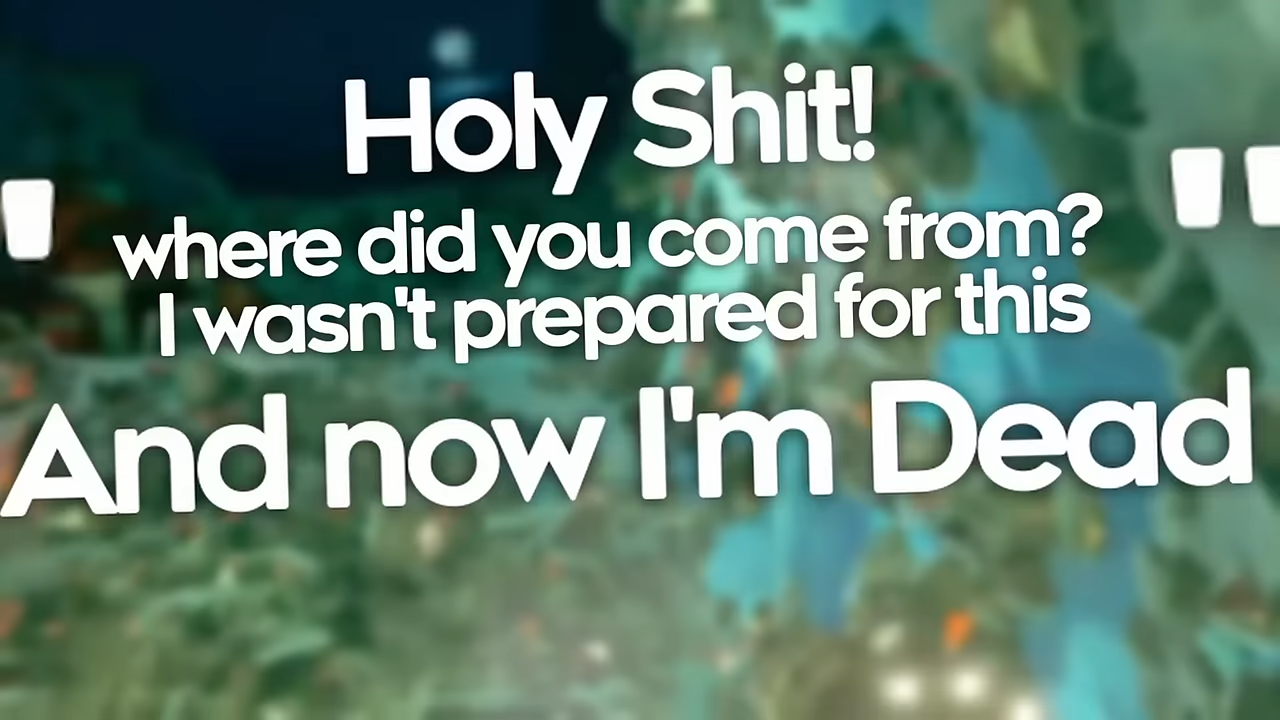 Holy Shit!
" where did you come from? "
I wasn't prepared for this
And now I'm Dead